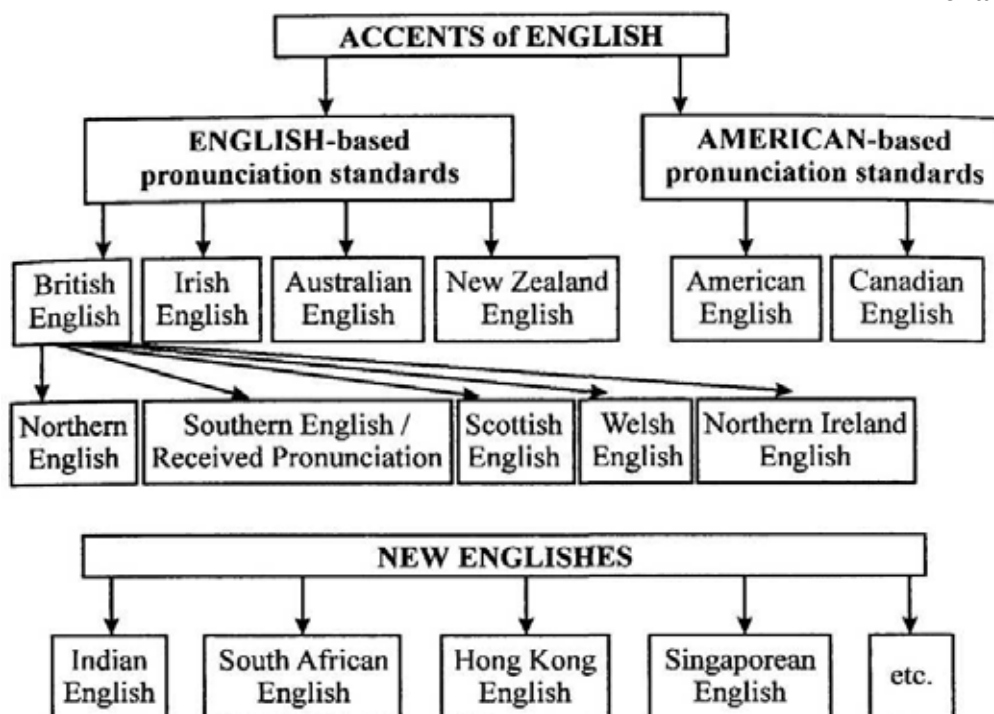 ACCENTS of ENGLISH
ENGLISH-based
pronunciation standards
AMERICAN-based
pronunciation standards
British
English
Irish
English
Australian
English
New Zealand
English
American
English
Canadian
English
Northern
English
Southern English /
Received Pronunciation
Scottish
English
Welsh
English
Northern Ireland
English
NEW ENGLISHES
Indian
English
South African
English
Hong Kong
English
Singaporean
English
etc.